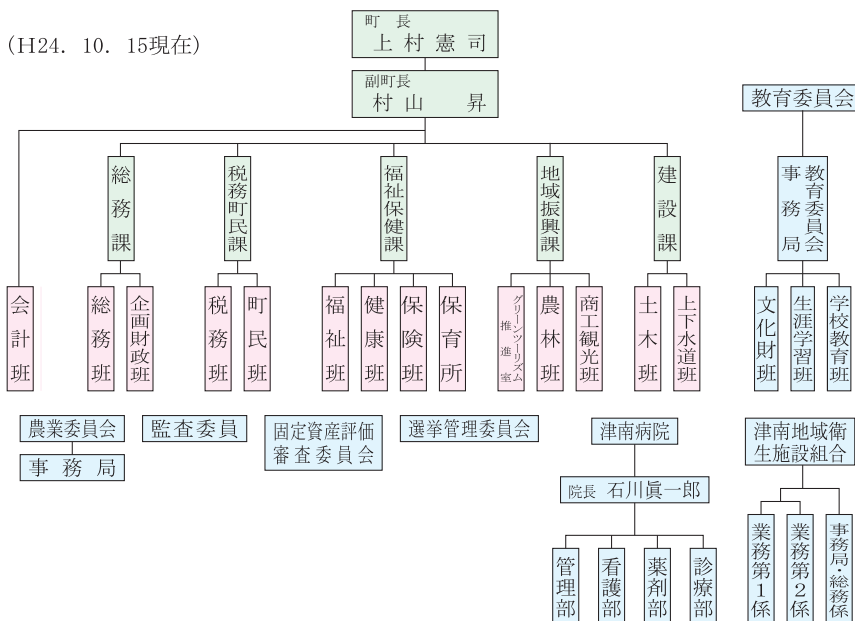 (H24. 10. 15現在)
町 長
上村憲司
副町長
村山 昇
教育委員会
総務課
税務町民課
福祉保健課
地域振興課
建設課
教育委員会
事務局
会計班
総務班
企画財政班
税務班
町民班
福祉班
健康班
保険班
保育所
グリーンツーリズム
推進室
農林班
商工観光班
土木班
上下水道班
文化財班
生涯学習班
学校教育班
農業委員会
事務局
監査委員
固定資産評価
審査委員会
選挙管理委員会
津南病院
院長 石川眞一郎
管理部
看護部
薬剤部
診療部
津南地域衛
生施設組合
業務第1係
業務第2係
事務局・総務係